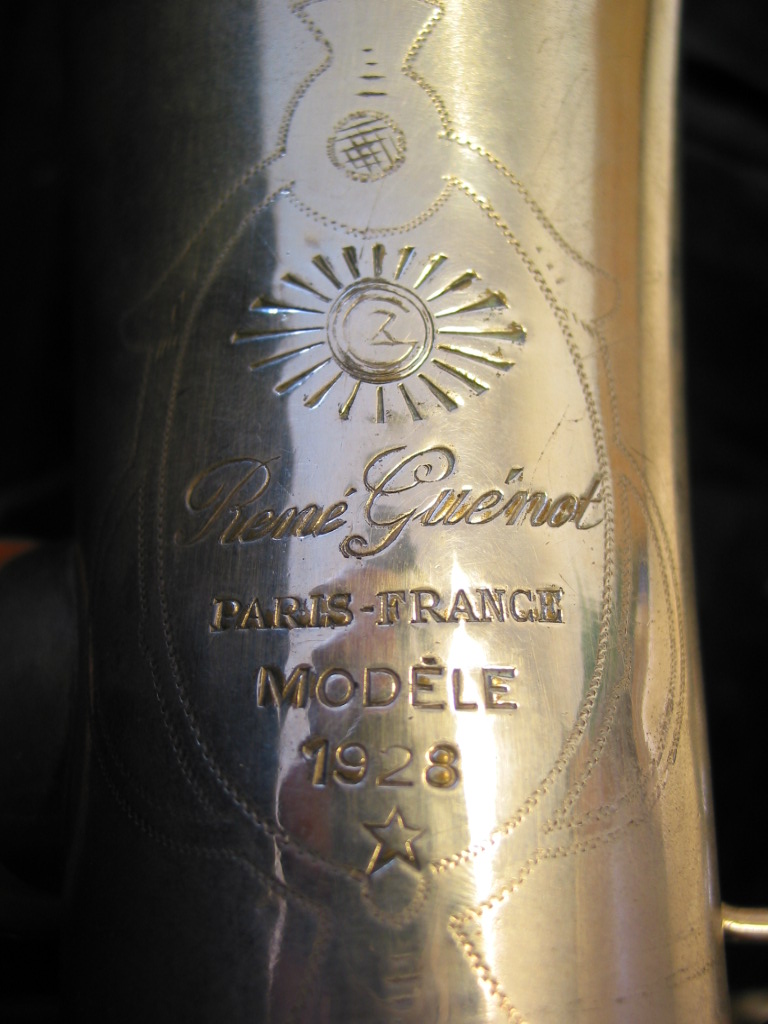 René Guénot
PARIS-FRANCE
MODÈLE
1928